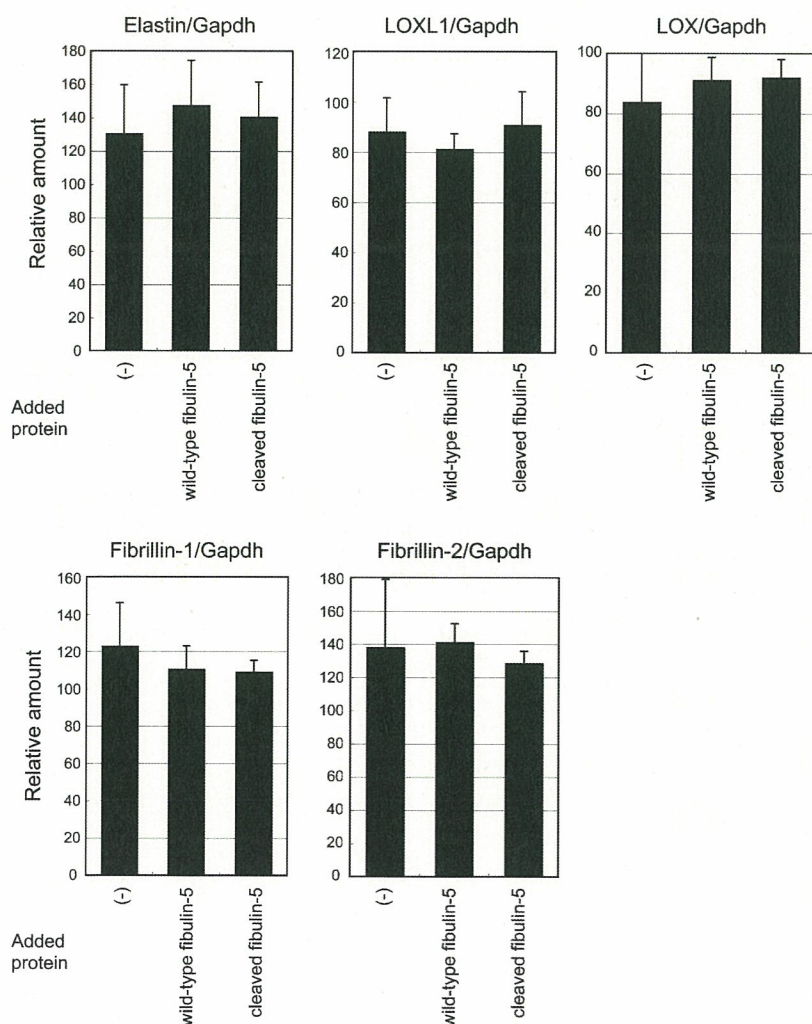 Elastin/Gapdh
180
160
140
120
100
80
60
40
20
0
Relative amount
(-)
wild-type fibulin-5
cleaved fibulin-5
LOXL1/Gapdh
120
100
80
60
40
20
0
(-)
wild-type fibulin-5
cleaved fibulin-5
LOX/Gapdh
100
80
60
40
20
0
(-)
wild-type fibulin-5
cleaved fibulin-5
Added
protein
Fibrillin-1/Gapdh
160
140
120
100
80
60
40
20
0
Relative amount
(-)
wild-type fibulin-5
cleaved fibulin-5
Fibrillin-2/Gapdh
180
160
140
120
100
80
60
40
20
0
(-)
wild-type fibulin-5
cleaved fibulin-5
Added
protein